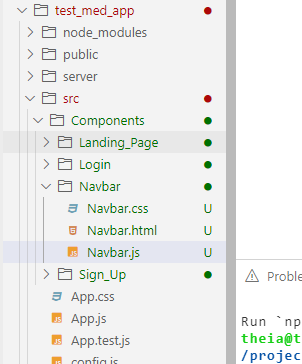 test_med_app
node_modules
public
server
src
Components
Landing_Page
Login
Navbar
Navbar.css U
Navbar.html U
Navbar.js U
Sign_Up
App.css
App.js
App.test.js
config.js
Proble
Run `np
theia@t
/projec